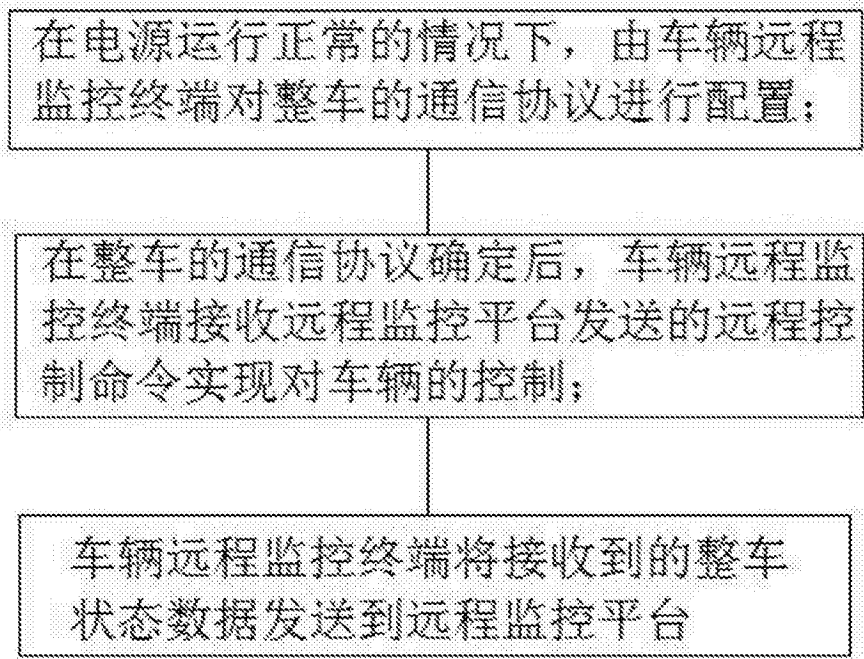 在电源运行正常的情况下，由车辆远程
监控终端对整车的通信协议进行配置；
在整车的通信协议确定后，车辆远程监
控终端接收远程监控平台发送的远程控
制命令实现对车辆的控制；
车辆远程监控终端将接收到的整车
状态数据发送到远程监控平台